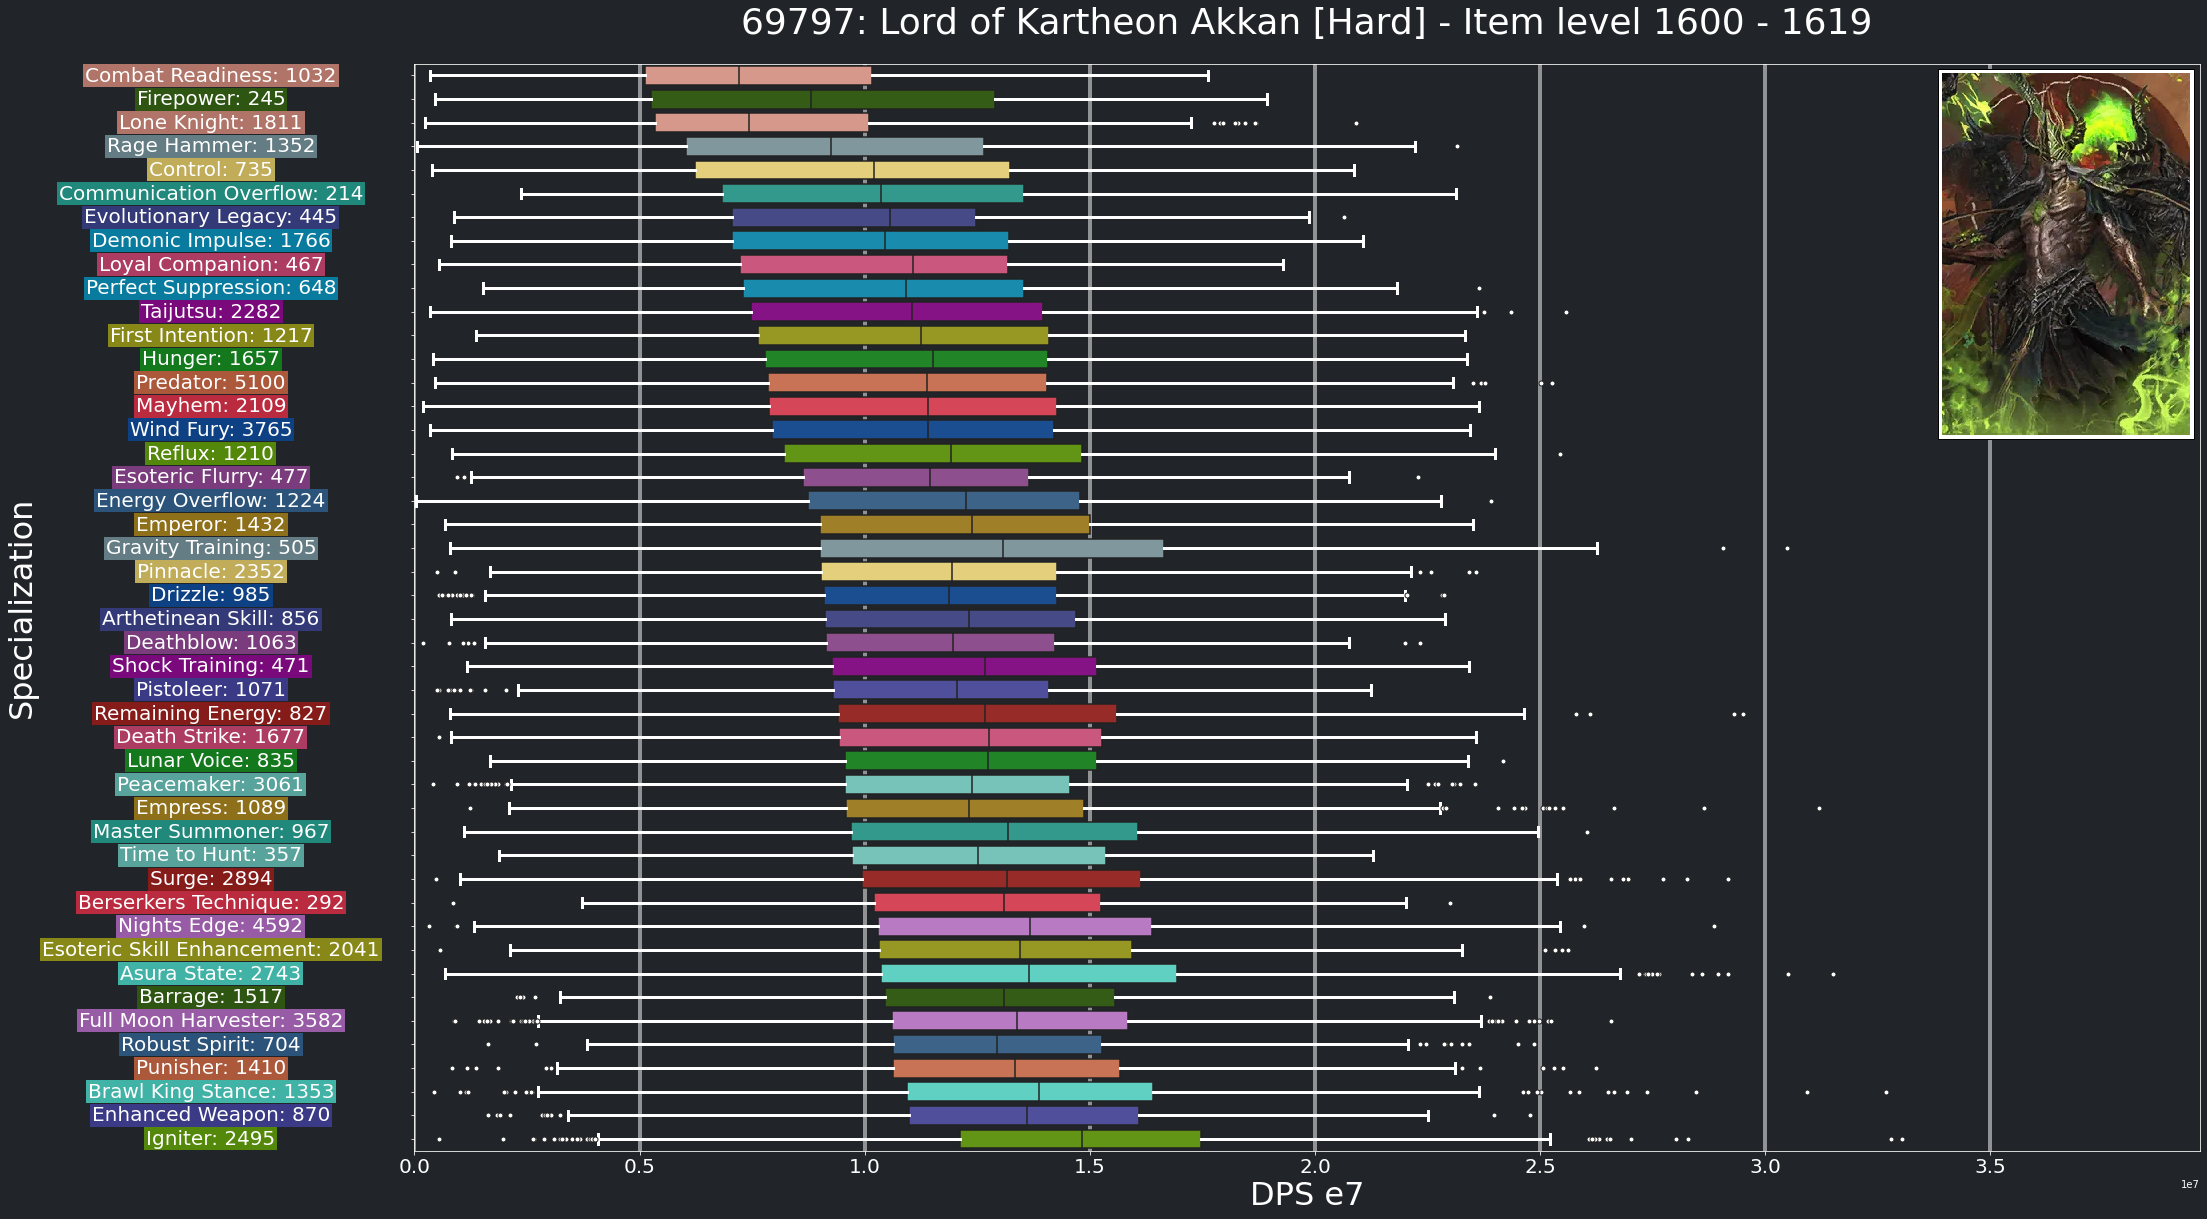 69797: Lord of Kartheon Akkan [Hard] - Item level 1600 - 1619
Specialization
Combat Readiness: 1032
Firepower: 245
Lone Knight: 1811
Rage Hammer: 1352
Control: 735
Communication Overflow: 214
Evolutionary Legacy: 445
Demonic Impulse: 1766
Loyal Companion: 467
Perfect Suppression: 648
Taijutsu: 2282
First Intention: 1217
Hunger: 1657
Predator: 5100
Mayhem: 2109
Wind Fury: 3765
Reflux: 1210
Esoteric Flurry: 477
Energy Overflow: 1224
Emperor: 1432
Gravity Training: 505
Pinnacle: 2352
Drizzle: 985
Arthetinean Skill: 856
Deathblow: 1063
Shock Training: 471
Pistoleer: 1071
Remaining Energy: 827
Death Strike: 1677
Lunar Voice: 835
Peacemaker: 3061
Empress: 1089
Master Summoner: 967
Time to Hunt: 357
Surge: 2894
Berserkers Technique: 292
Nights Edge: 4592
Esoteric Skill Enhancement: 2041
Asura State: 2743
Barrage: 1517
Full Moon Harvester: 3582
Robust Spirit: 704
Punisher: 1410
Brawl King Stance: 1353
Enhanced Weapon: 870
Igniter: 2495
0.0 0.5 1.0 1.5 2.0 2.5 3.0 3.5
DPS e7
1e7